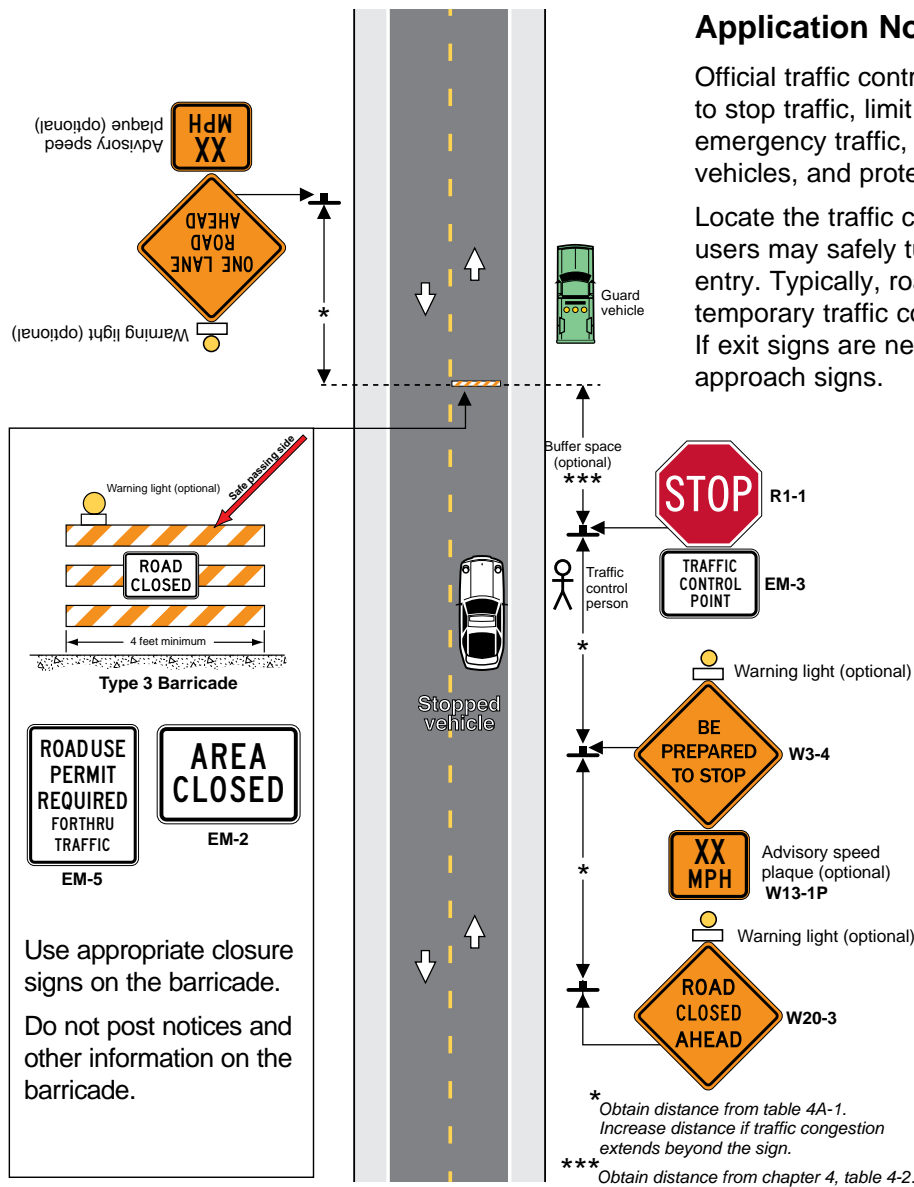 Application No
Official traffic contr
to stop traffic, limit
emergency traffic,
vehicles, and prote
Locate the traffic c
users may safely tu
entry. Typically, roa
temporary traffic co
If exit signs are ne
approach signs.
Advisory speed
plaque (optional)
XX
MPH
ONE LANE
ROAD
AHEAD
Warning light (optional)
*
Guard
vehicle
Buffer space
(optional)
***
STOP
R1-1
TRAFFIC
CONTROL
POINT
EM-3
Traffic
control
person
*
Safe passing side
Warning light (optional)
ROAD
CLOSED
4 feet minimum
Type 3 Barricade
Stopped
vehicle
Warning light (optional)
BE
PREPARED
TO STOP
W3-4
XX
MPH
Advisory speed
plaque (optional)
W13-1P
*
ROADUSE
PERMIT
REQUIRED
FORTHRU
TRAFFIC
EM-5
AREA
CLOSED
EM-2
Warning light (optional)
ROAD
CLOSED
AHEAD
W20-3
Use appropriate closure
signs on the barricade.
Do not post notices and
other information on the
barricade.
*Obtain distance from table 4A-1.
Increase distance if traffic congestion
extends beyond the sign.
***Obtain distance from chapter 4, table 4-2.